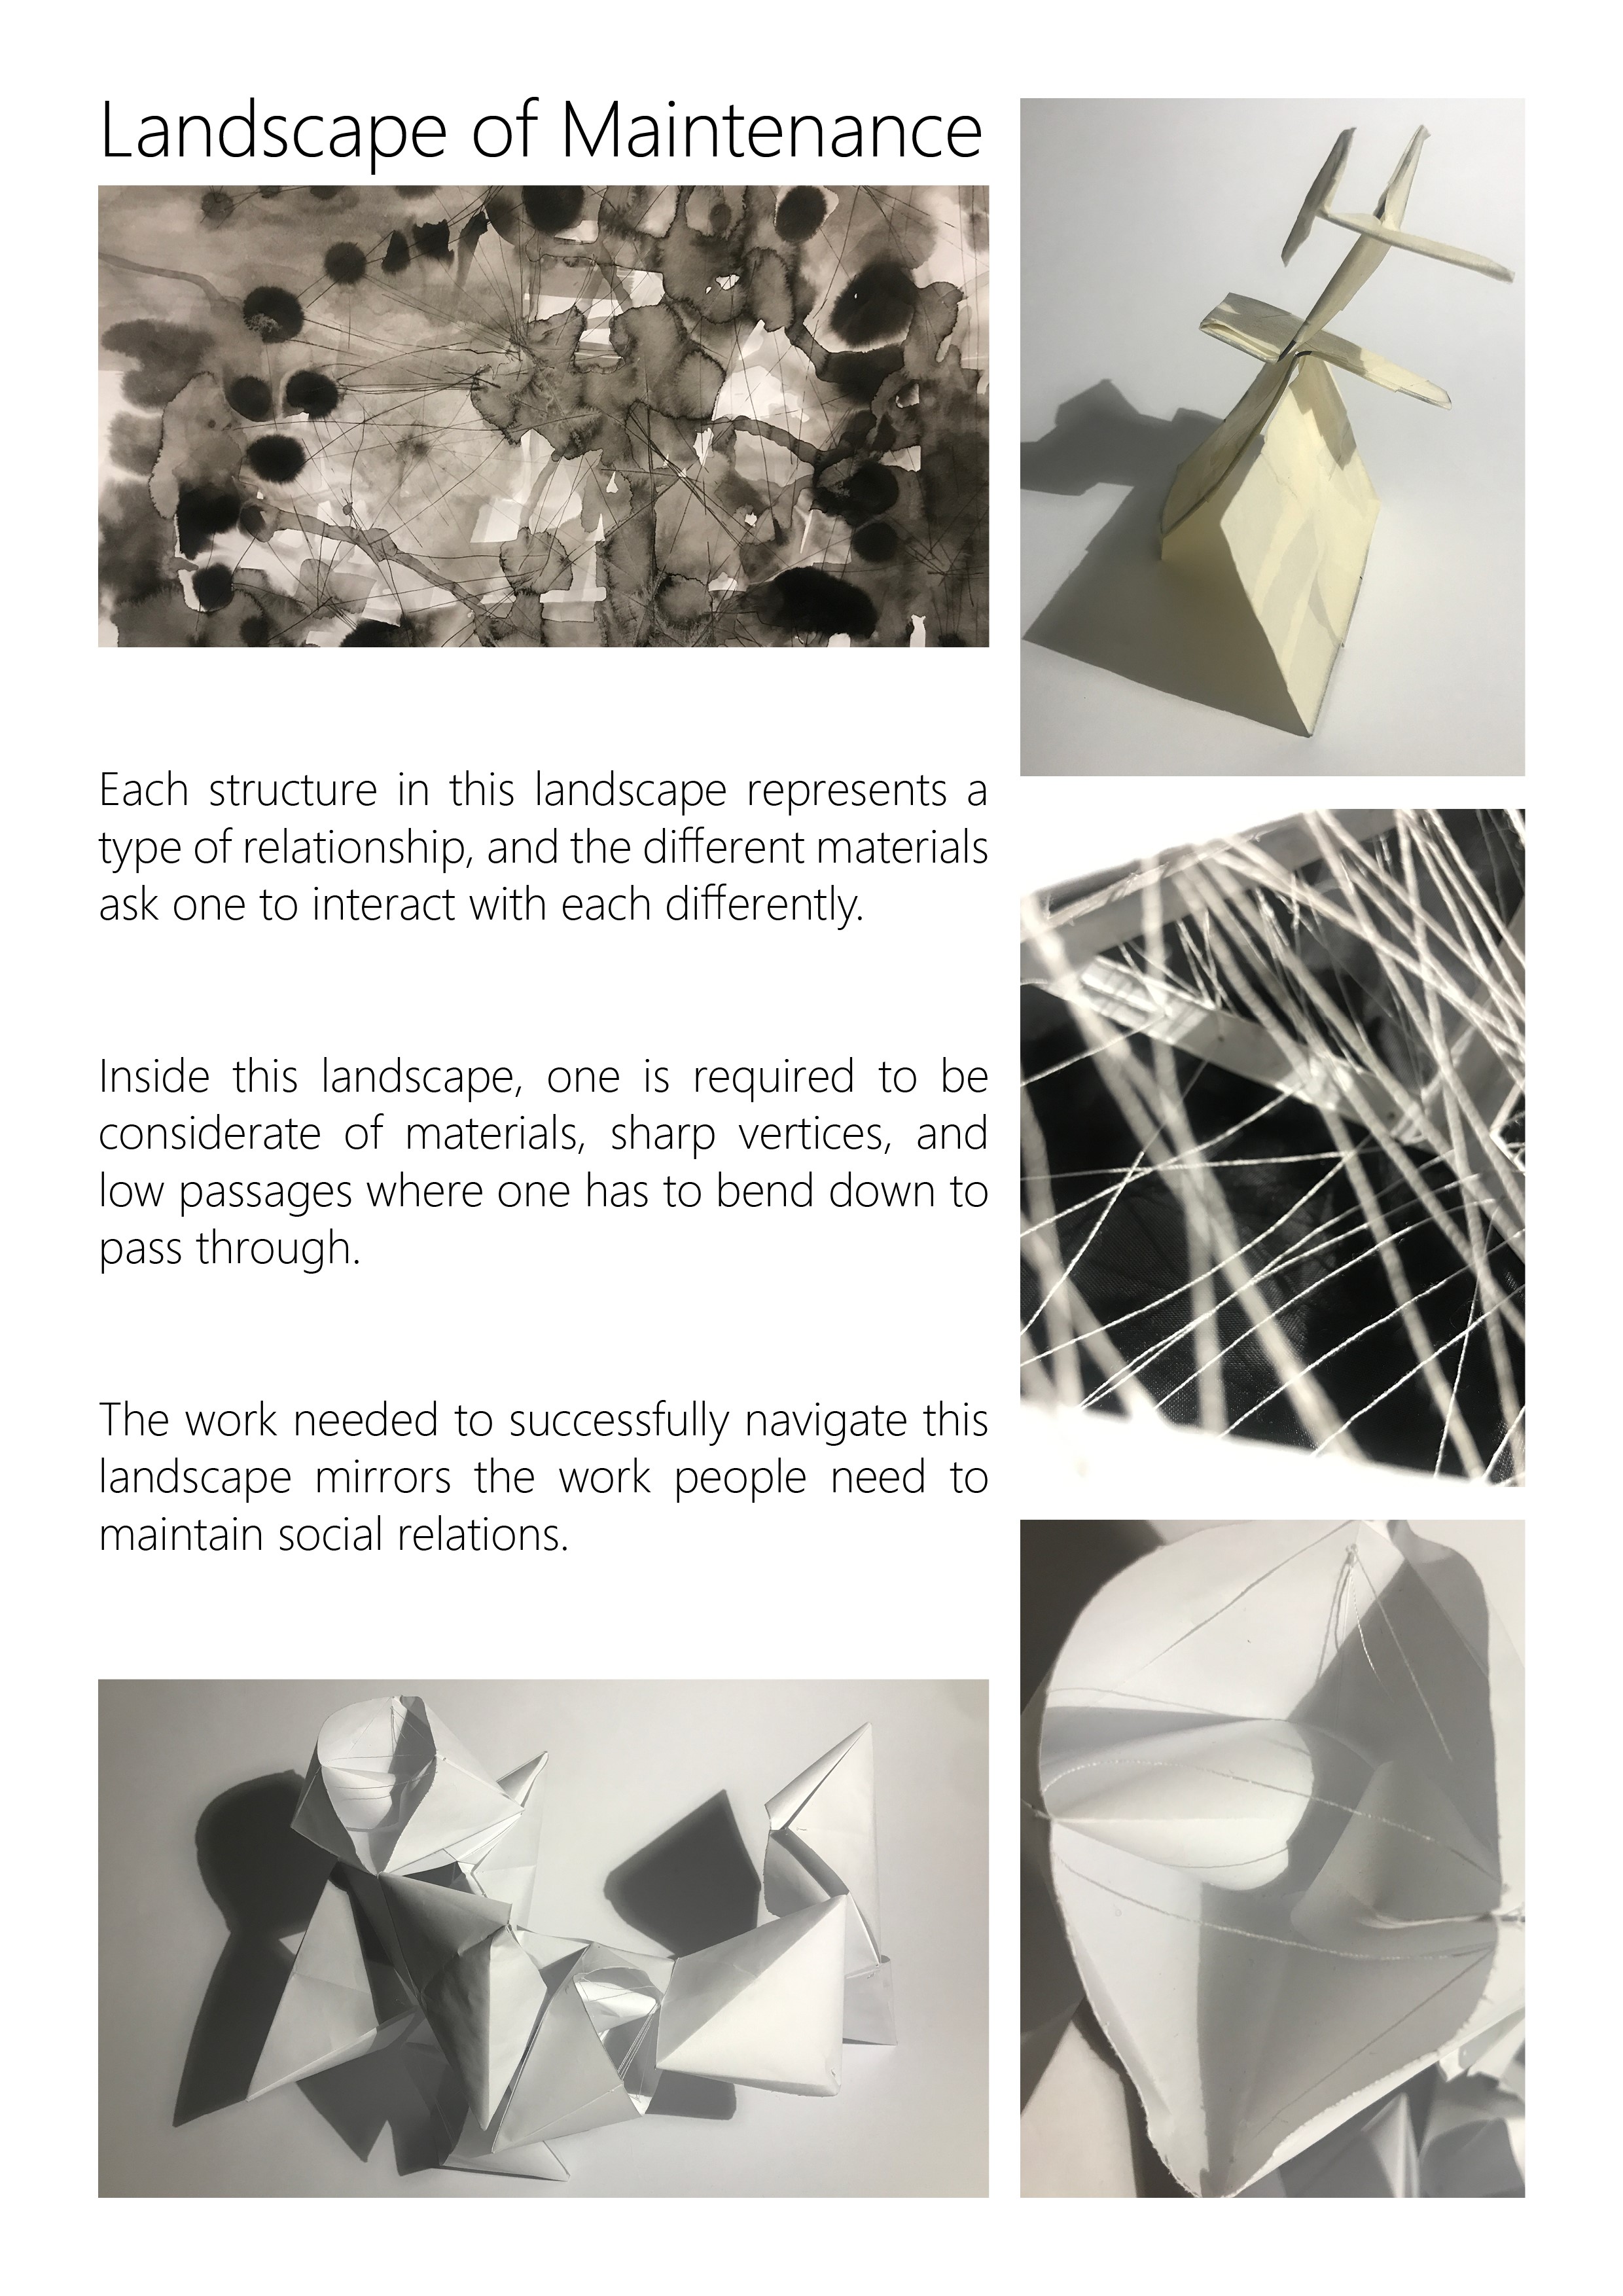 Landscape of Maintenance
Each structure in this landscape represents a
type of relationship, and the different materials
ask one to interact with each differently.
Inside this landscape, one is required to be
considerate of materials, sharp vertices, and
low passages where one has to bend down to
pass through.
The work needed to successfully navigate this
landscape mirrors the work people need to
maintain social relations.